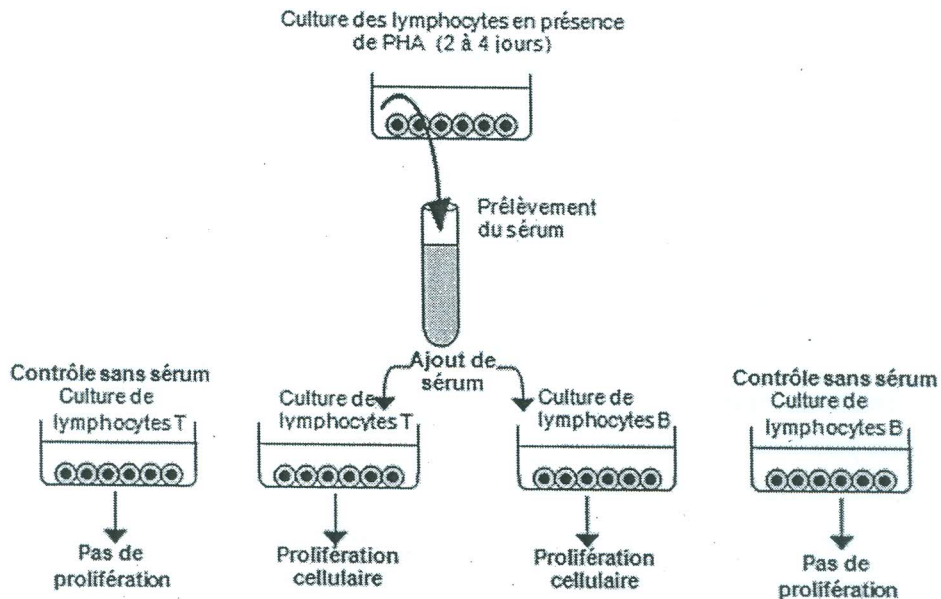 Culture des lymphocytes en présence
de PHA (2 à 4 jours)
Prélèvement
du sérum
Ajout de
sérum
Contrôle sans sérum
Culture de
lymphocytes T
Culture de
lymphocytes T
Culture de
lymphocytes B
Contrôle sans sérum
Culture de
lymphocytes B
Pas de
prolifération
Prolifération
cellulaire
Prolifération
cellulaire
Pas de
prolifération